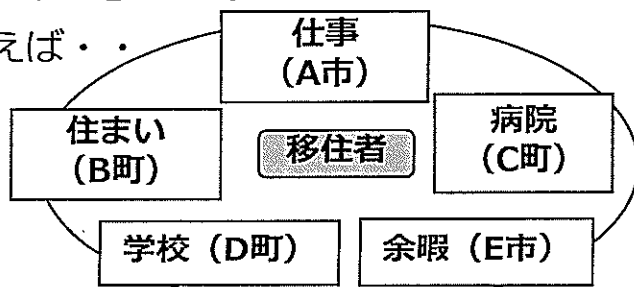 えば・・
仕事
（A市）
住まい
（B町）
移住者
病院
（C町）
学校（D町）
余暇（E市）